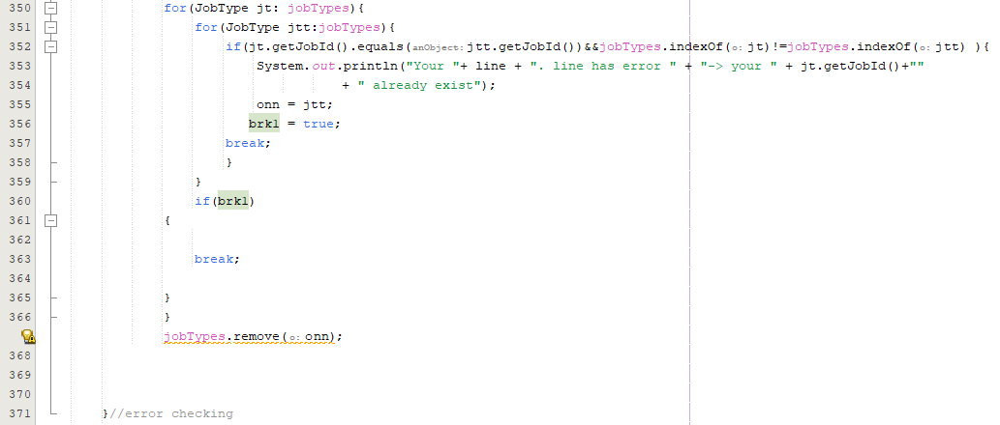 350 for(JobType jt: jobTypes){
351 for(JobType jtt:jobTypes){
352 if(jt.getJobId().equals(anObject: jtt.getJobId())&&jobTypes.indexOf(o: jt)!=jobTypes.indexOf(o: jtt) ){
353 System.out.println("Your "+ line + ". line has error " + "-> your " + jt.getJobId()+""
354 + " already exist");
355 onn = jtt;
356 brkl = true;
357 break;
358 }
359 }
360 if(brkl)
361 {
362
363 break;
364
365 }
366 }
jobTypes.remove(o: onn);
368
369
370
371 }//error checking